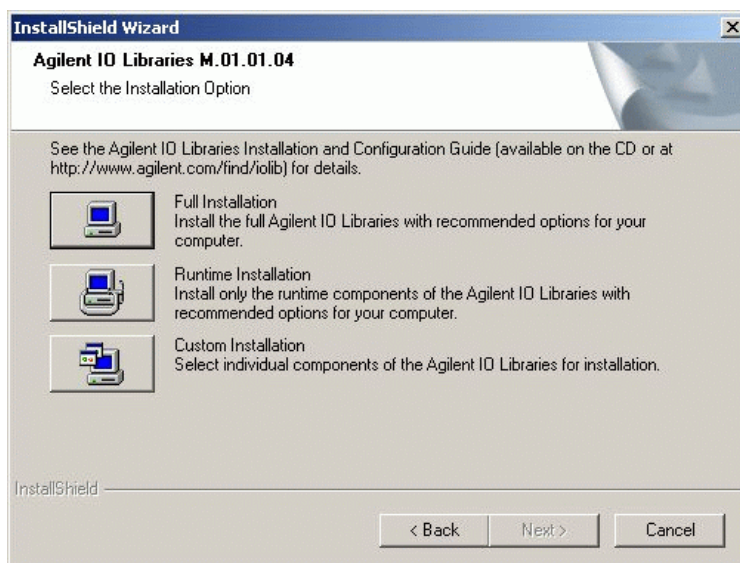 InstallShield Wizard
Agilent IO Libraries M.01.01.04
Select the Installation Option
See the Agilent IO Libraries Installation and Configuration Guide (available on the CD or at
http://www.agilent.com/find/iolib) for details.
Full Installation
Install the full Agilent IO Libraries with recommended options for your
computer.
Runtime Installation
Install only the runtime components of the Agilent IO Libraries with
recommended options for your computer.
Custom Installation
Select individual components of the Agilent IO Libraries for installation.
InstallShield
< Back Next > Cancel